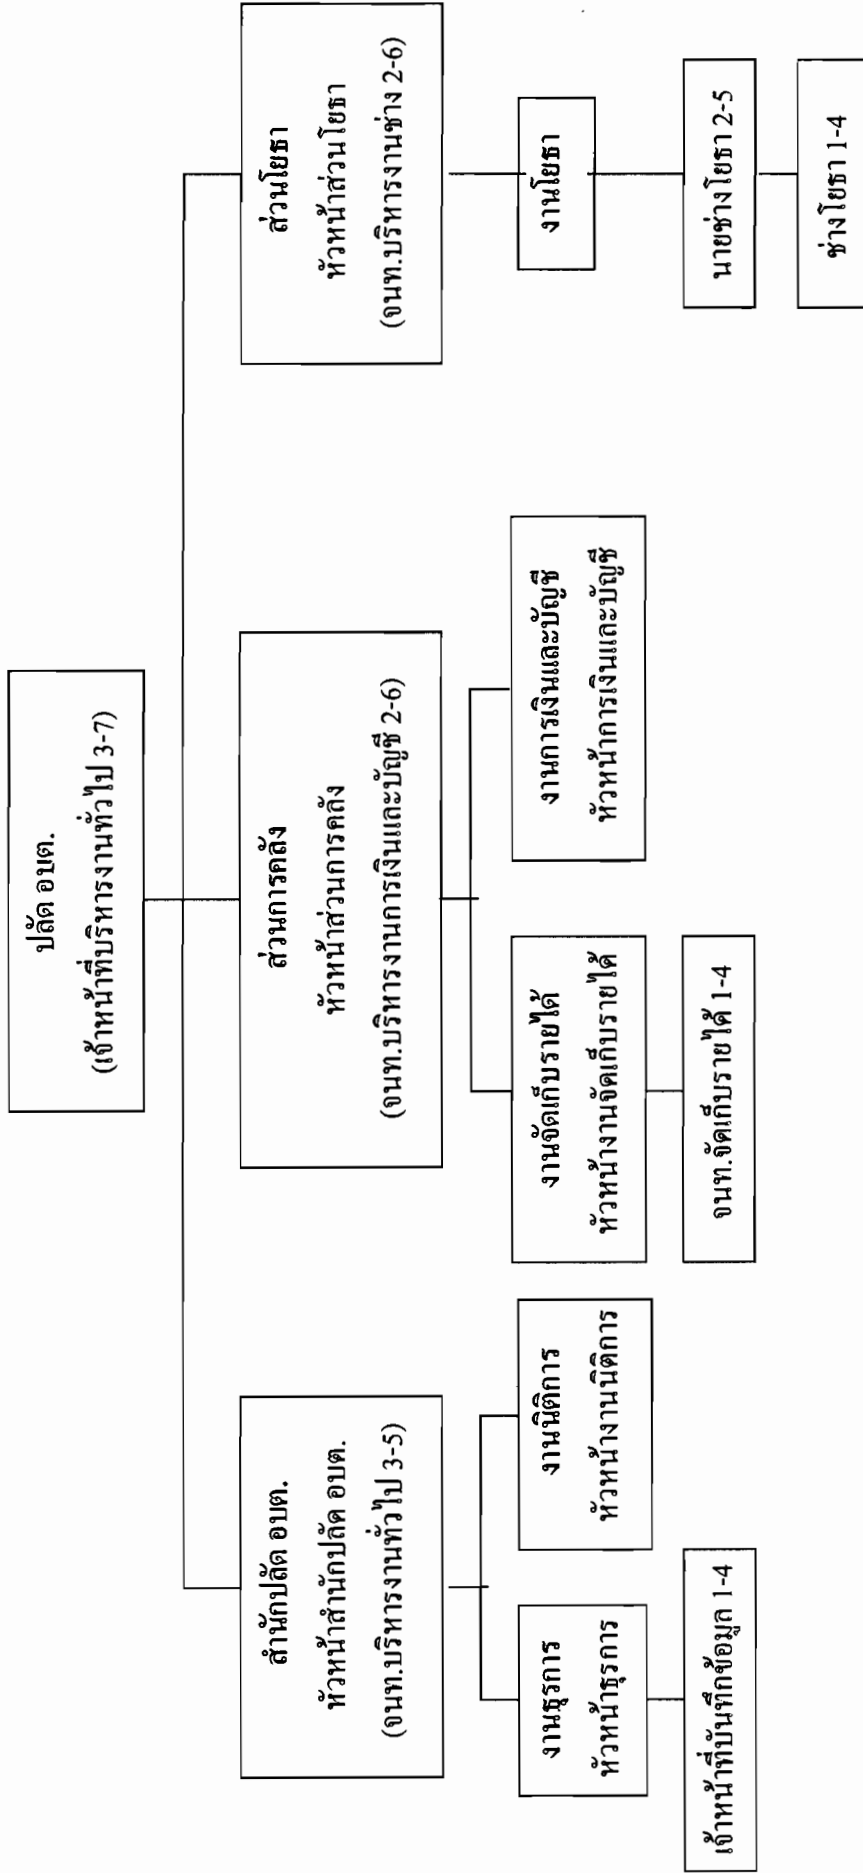 ปลัด อบต.
(เจ้าหน้าที่บริหารงานทั่วไป 3-7)
สำนักปลัด อบต.
หัวหน้าสำนักปลัด อบต.
(จนท.บริหารงานทั่วไป 3-5)
ส่วนการคลัง
หัวหน้าส่วนการคลัง
(จนท.บริหารงานการเงินและบัญชี 2-6)
ส่วนโยธา
หัวหน้าส่วนโยธา
(จนท.บริหารงานช่าง 2-6)
งานธุรการ
หัวหน้าธุรการ
งานนิติการ
หัวหน้างานนิติการ
งานจัดเก็บรายได้
หัวหน้างานจัดเก็บรายได้
งานการเงินและบัญชี
หัวหน้าการเงินและบัญชี
งานโยธา
เจ้าหน้าที่บันทึกข้อมูล 1-4
จนท.จัดเก็บรายได้ 1-4
นายช่างโยธา 2-5
ช่างโยธา 1-4